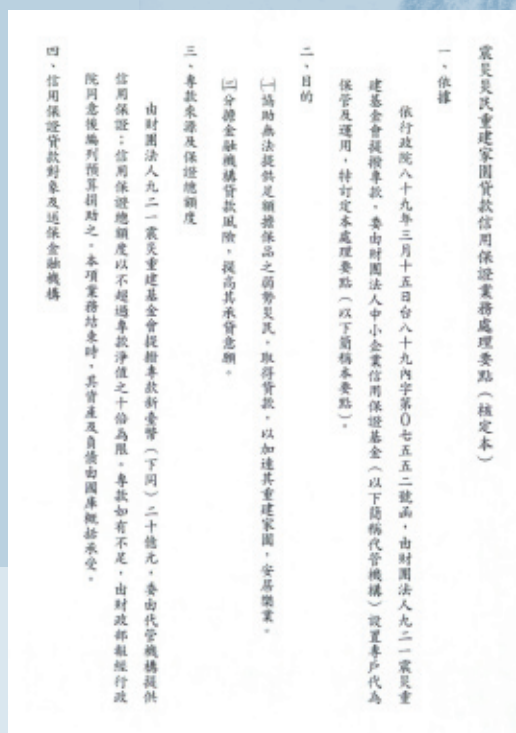 震災災民重建家園貸款信用保證業務處理要點（核定本）
一、依據
依行政院八十九年三月十五日台八十九內字第０七五五二號函，由財團法人九二一震災重
建基金會提撥專款，委由財團法人中小企業信用保證基金（以下簡稱代管機構）設置專戶代為
保管及運用，特訂定本處理要點（以下簡稱本要點）。
二、目的
㈠協助無法提供足額擔保品之弱勢災民，取得貸款，以加速其重建家園，安居樂業。
㈡分擔金融機構貸款風險，提高其承貸意願。
三、專款來源及保證總額度
由財團法人九二一震災重建基金會提撥專款新臺幣（下同）二十億元，委由代管機構提供
信用保證；信用保證總額度以不超過專款淨值之十倍為限。專款如有不足，由財政部報經行政
院同意後編列預算捐助之。本項業務結束時，其資產及負債由國庫概括承受。
四、信用保證貸款對象及送保金融機構